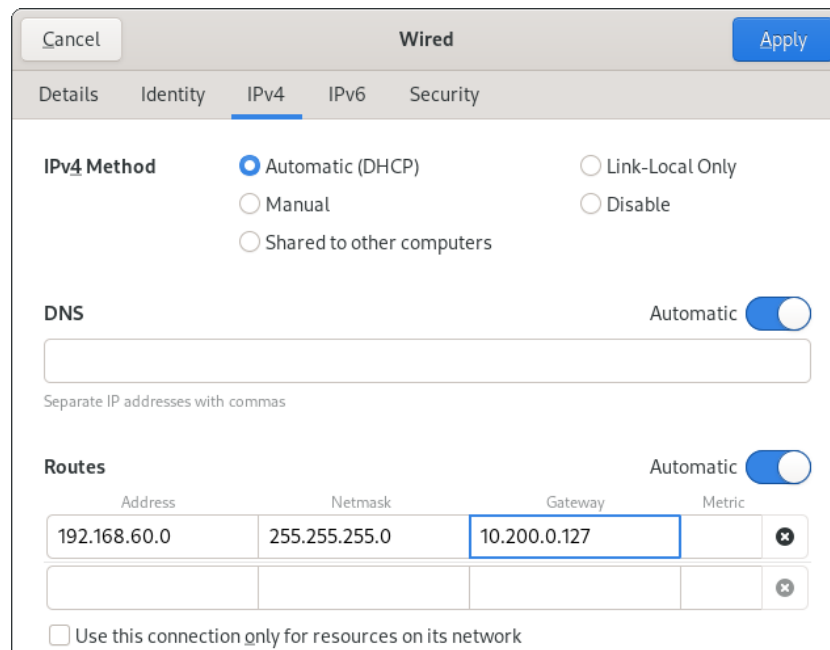 Cancel Wired Apply
Details Identity IPv4 IPv6 Security
IPv4 Method Automatic (DHCP) Link-Local Only
Manual Disable
Shared to other computers
DNS Automatic
Separate IP addresses with commas
Routes Automatic
Address Netmask Gateway Metric
192.168.60.0 255.255.255.0 10.200.0.127
Use this connection only for resources on its network